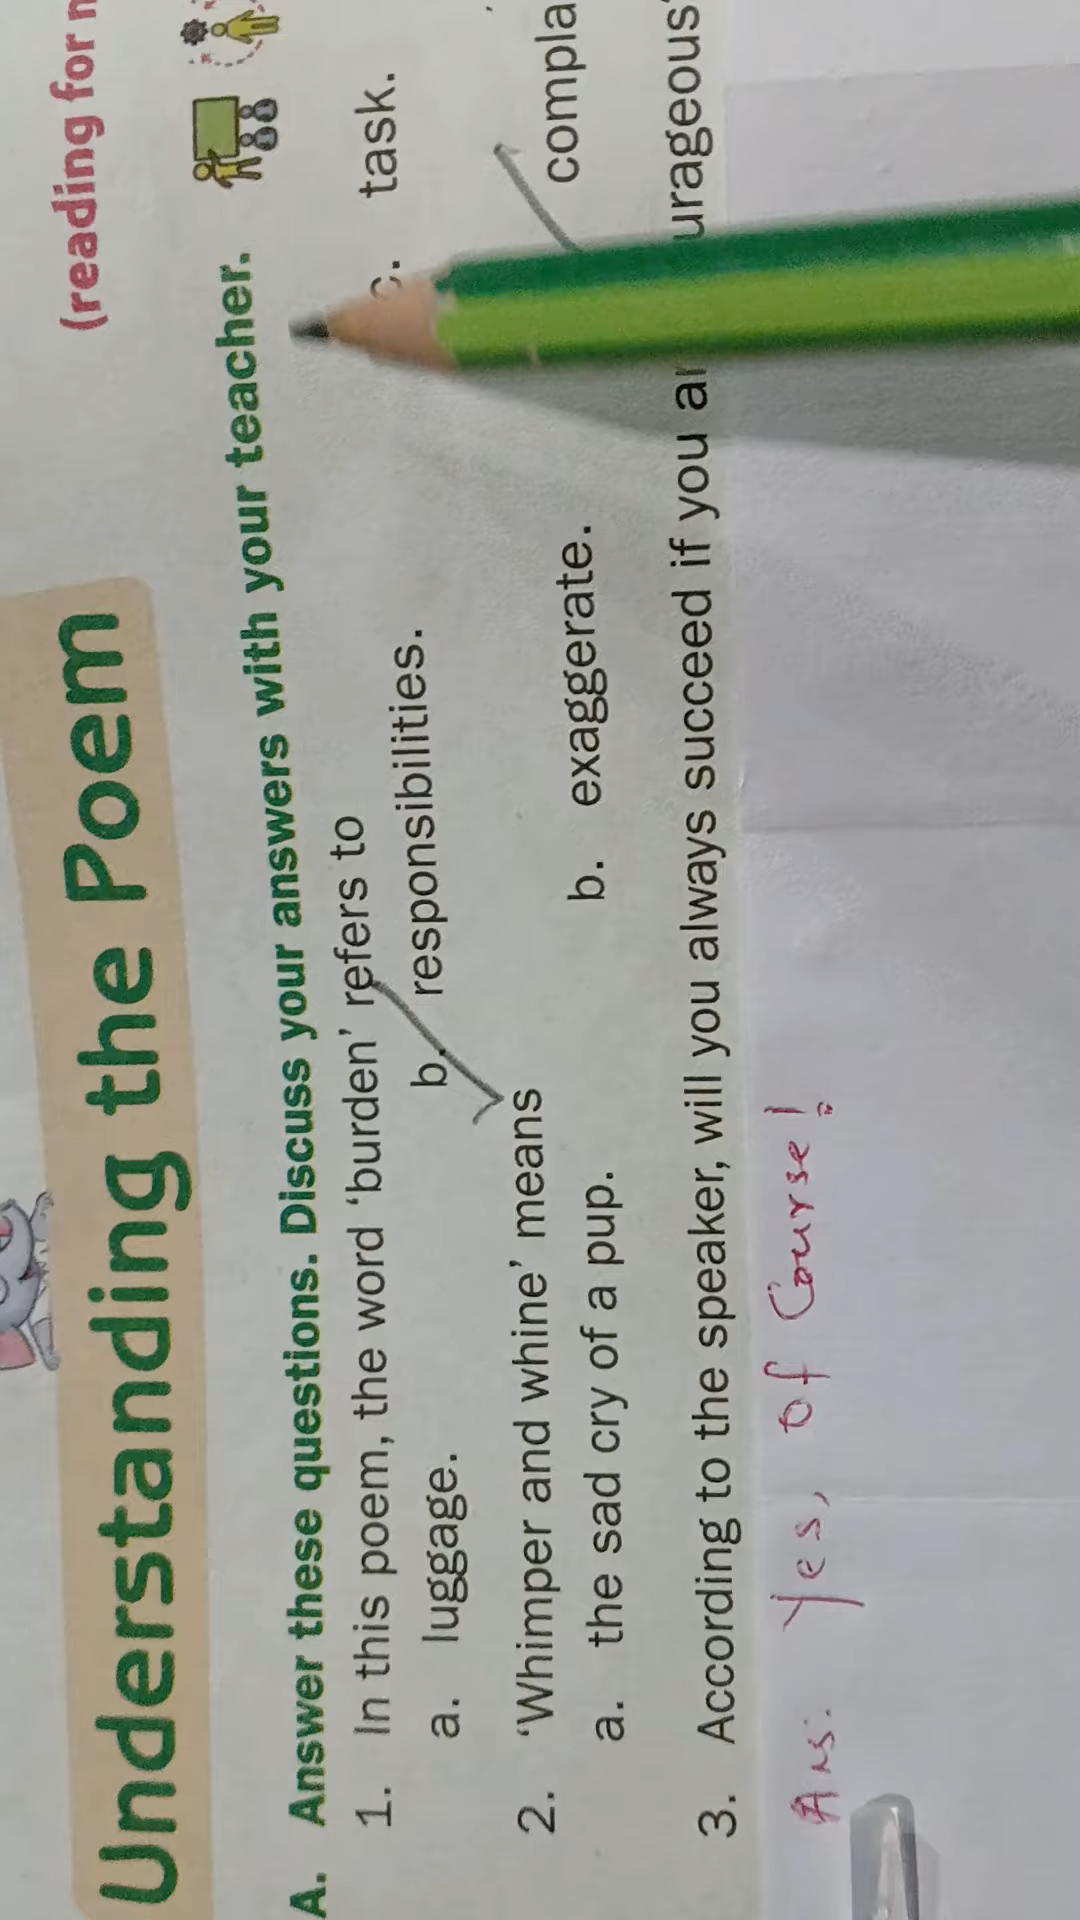 (reading for
Understanding the Poem
A. Answer these questions. Discuss your answers with your teacher.
1. In this poem, the word ‘burden’ refers to
a. luggage. b. responsibilities. c. task.
2. ‘Whimper and whine’ means
a. the sad cry of a pup. b. exaggerate. compla
3. According to the speaker, will you always succeed if you ar urageous
Ans: Yes, of Course!